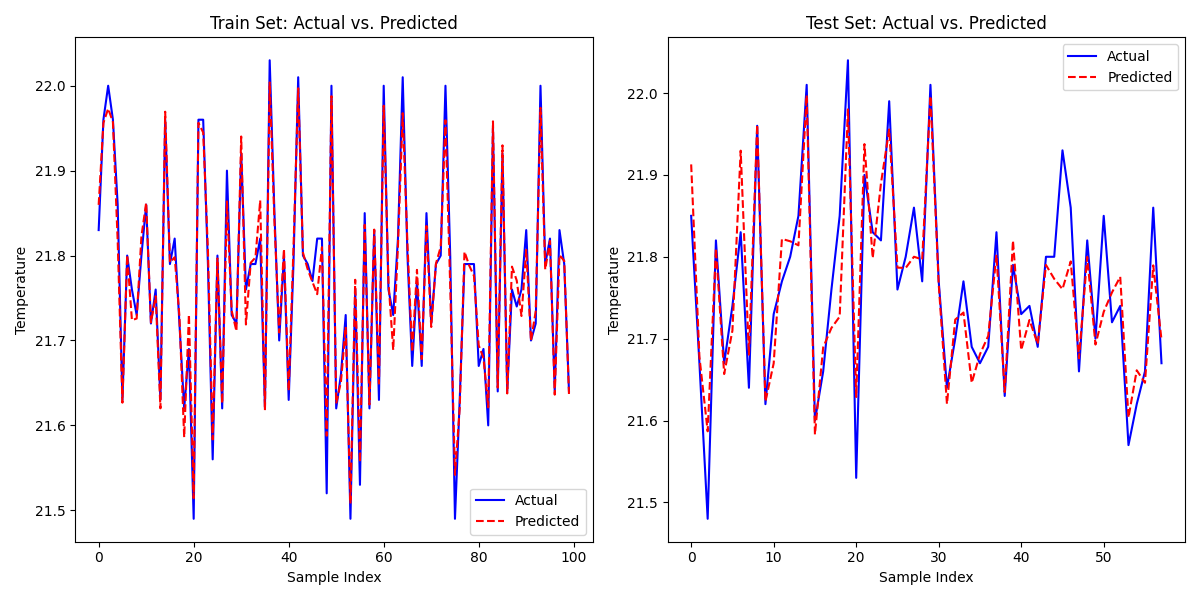 Train Set: Actual vs. Predicted
Temperature
22.0
21.9
21.8
21.7
21.6
21.5
0
20
40
60
80
100
Sample Index
Actual
Predicted
Test Set: Actual vs. Predicted
Temperature
22.0
21.9
21.8
21.7
21.6
21.5
0
10
20
30
40
50
Sample Index
Actual
Predicted